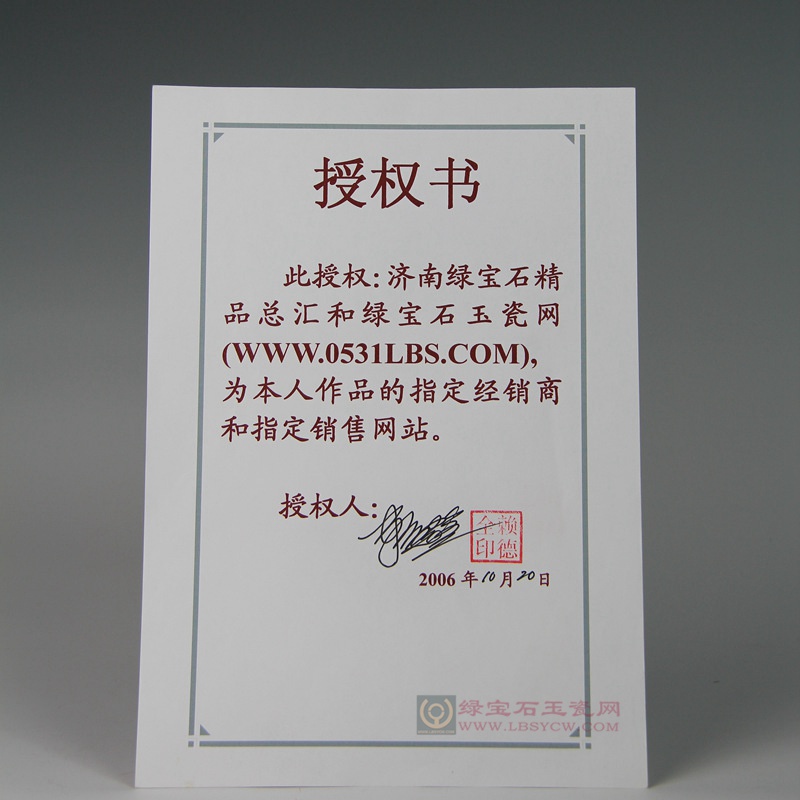 授权书
此授权：济南绿宝石精
品总汇和绿宝石玉瓷网
(WWW.0531LBS.COM),
为本人作品的指定经销商
和指定销售网站。
授权人：
赖德全印
2006年10月20日
绿宝石玉瓷网
WWW.LBSYCW.COM